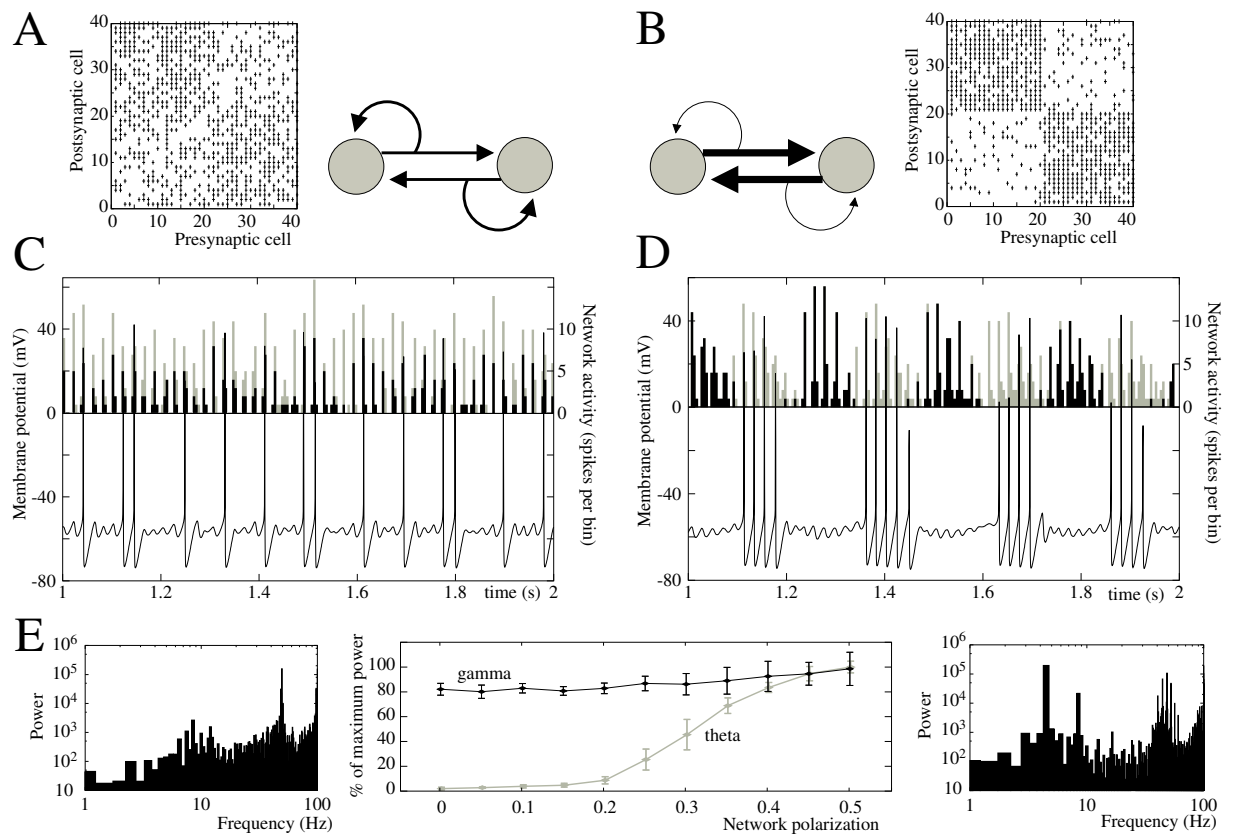 A
B
40
30
20
10
0
Postsynaptic cell
0 10 20 30 40
Presynaptic cell
40
30
20
10
0
Postsynaptic cell
0 10 20 30 40
Presynaptic cell
C
D
Membrane potential (mV)
40
0
-40
-80
10
5
0
Network activity (spikes per bin)
1 1.2 1.4 1.6 1.8 time (s) 2
Membrane potential (mV)
40
0
-40
-80
10
5
0
Network activity (spikes per bin)
1 1.2 1.4 1.6 1.8 time (s) 2
E
Power
10^6
10^5
10^4
10^3
10^2
10
1 10 100
Frequency (Hz)
% of maximum power
100
80
60
40
20
0
gamma
theta
0 0.1 0.2 0.3 0.4 0.5
Network polarization
Power
10^6
10^5
10^4
10^3
10^2
10
1 10 100
Frequency (Hz)